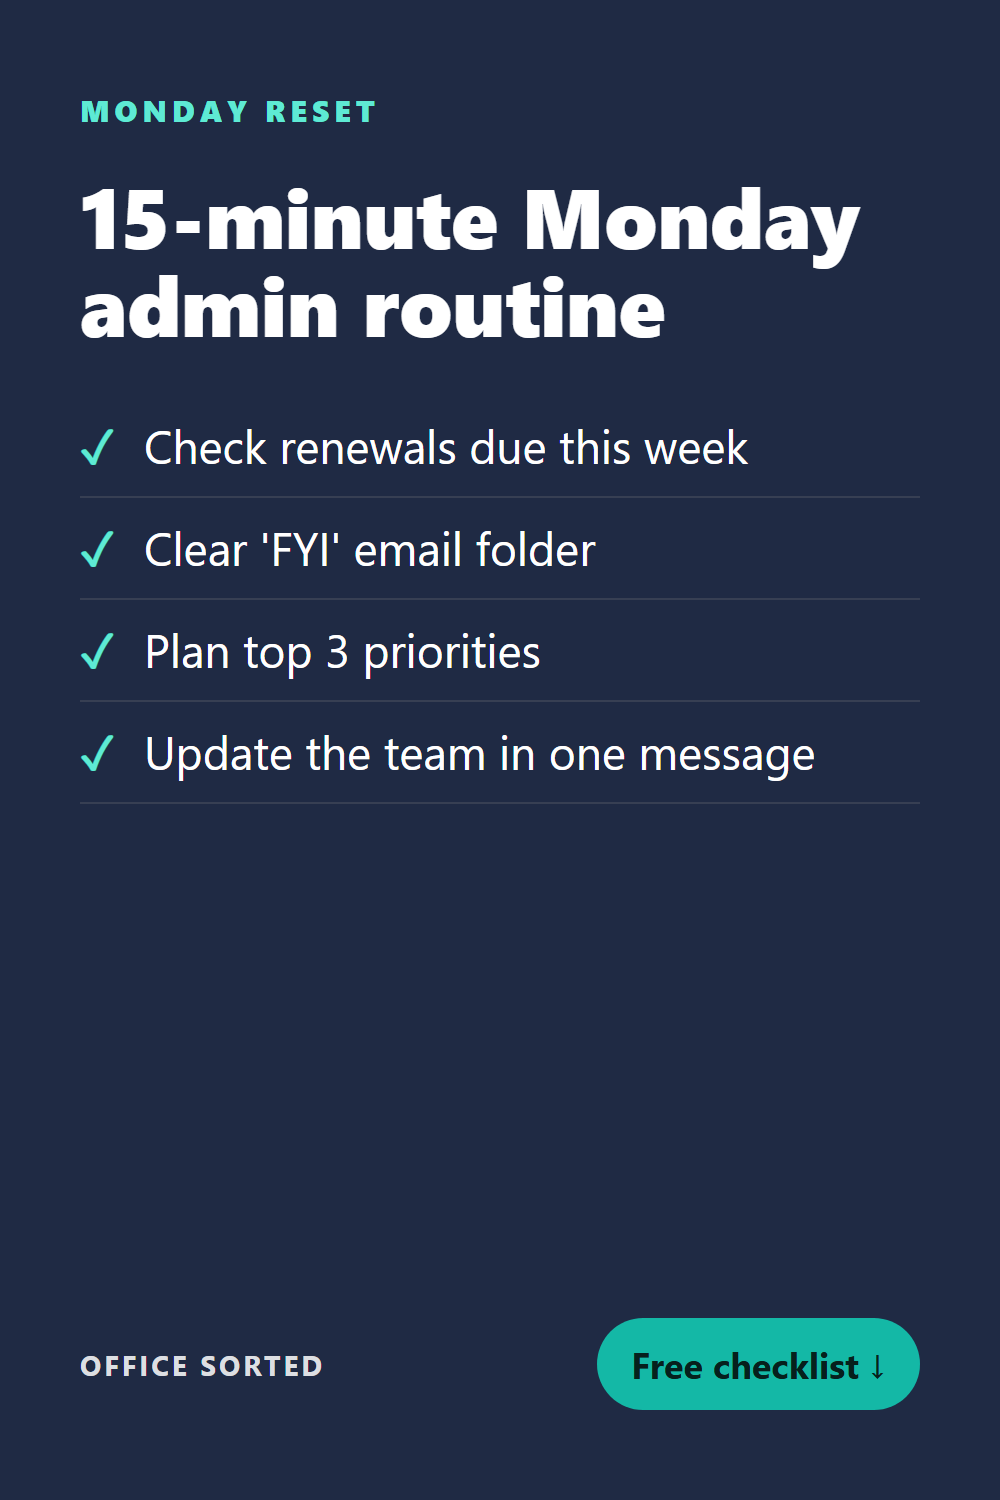 MONDAY RESET
15-minute Monday
admin routine
✓ Check renewals due this week
✓ Clear 'FYI' email folder
✓ Plan top 3 priorities
✓ Update the team in one message
OFFICE SORTED
Free checklist ↓